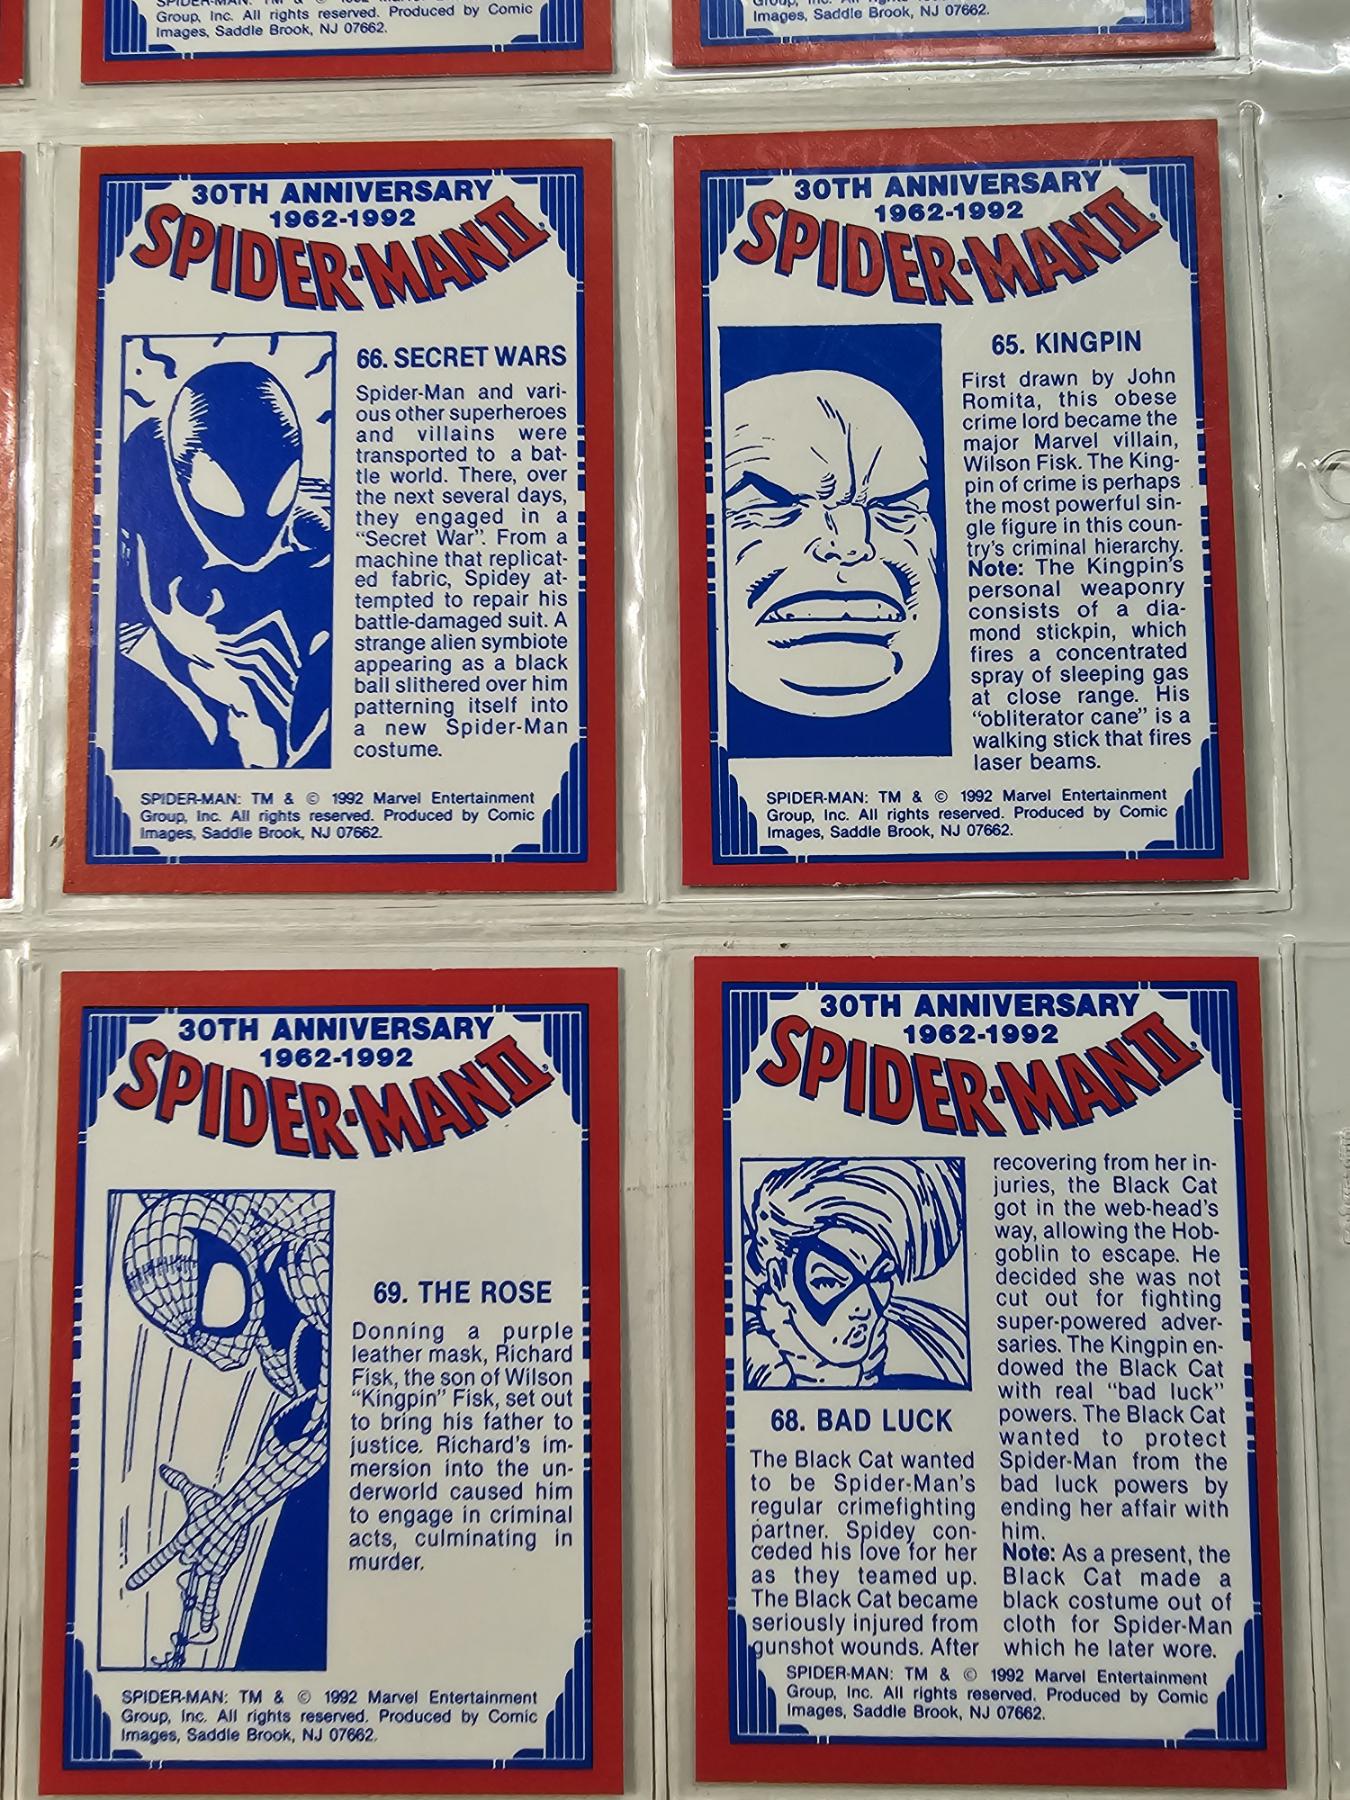 SPIDER-MAN: TM & © 1992
Group, Inc. All rights reserved. Produced by Comic
Images, Saddle Brook, NJ 07662.
Images, Saddle Brook, NJ 07662.
30TH ANNIVERSARY
1962-1992
SPIDER-MAN II
66. SECRET WARS
Spider-Man and vari-
ous other superheroes
and villains were
transported to a bat-
tle world. There, over
the next several days,
they engaged in a
"Secret War". From a
machine that replicat-
ed fabric, Spidey at-
tempted to repair his
battle-damaged suit. A
strange alien symbiote
appearing as a black
ball slithered over him
patterning itself into
a new Spider-Man
costume.
SPIDER-MAN: TM & © 1992 Marvel Entertainment
Group, Inc. All rights reserved. Produced by Comic
Images, Saddle Brook, NJ 07662.
30TH ANNIVERSARY
1962-1992
SPIDER-MAN II
65. KINGPIN
First drawn by John
Romita, this obese
crime lord became the
major Marvel villain,
Wilson Fisk. The King-
pin of crime is perhaps
the most powerful sin-
gle figure in this coun-
try's criminal hierarchy.
Note: The Kingpin's
personal weaponry
consists of a dia-
mond stickpin, which
fires a concentrated
spray of sleeping gas
at close range. His
"obliterator cane" is a
walking stick that fires
laser beams.
SPIDER-MAN: TM & © 1992 Marvel Entertainment
Group, Inc. All rights reserved. Produced by Comic
Images, Saddle Brook, NJ 07662.
30TH ANNIVERSARY
1962-1992
SPIDER-MAN II
69. THE ROSE
Donning a purple
leather mask, Richard
Fisk, the son of Wilson
"Kingpin" Fisk, set out
to bring his father to
justice. Richard's im-
mersion into the un-
derworld caused him
to engage in criminal
acts, culminating in
murder.
SPIDER-MAN: TM & © 1992 Marvel Entertainment
Group, Inc. All rights reserved. Produced by Comic
Images, Saddle Brook, NJ 07662.
30TH ANNIVERSARY
1962-1992
SPIDER-MAN II
68. BAD LUCK
The Black Cat wanted
to be Spider-Man's
regular crimefighting
partner. Spidey con-
ceded his love for her
as they teamed up.
The Black Cat became
seriously injured from
gunshot wounds. After
recovering from her in-
juries, the Black Cat
got in the web-head's
way, allowing the Hob-
goblin to escape. He
decided she was not
cut out for fighting
super-powered adver-
saries. The Kingpin en-
dowed the Black Cat
with real "bad luck"
powers. The Black Cat
wanted to protect
Spider-Man from the
bad luck powers by
ending her affair with
him.
Note: As a present, the
Black Cat made a
black costume out of
cloth for Spider-Man
which he later wore.
SPIDER-MAN: TM & © 1992 Marvel Entertainment
Group, Inc. All rights reserved. Produced by Comic
Images, Saddle Brook, NJ 07662.